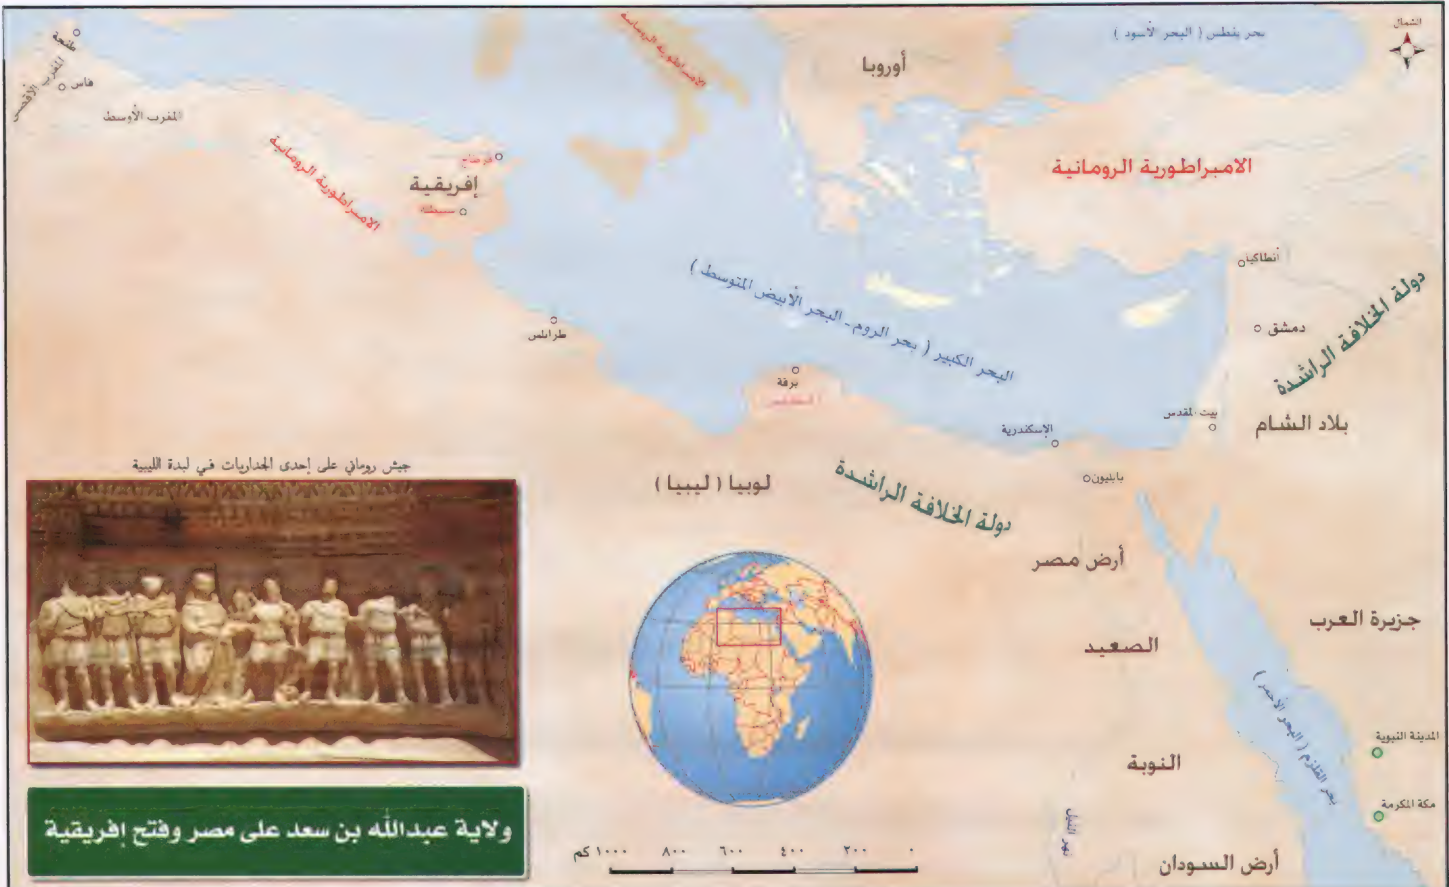 الشمال
بحر بنطس ( البحر الأسود )
أوروبا
الامبراطورية الرومانية
طنجة
المغرب الأقصى
فاس
المغرب الأوسط
الامبراطورية الرومانية
قرطاج
إفريقية
سبيطلة
الامبراطورية الرومانية
أنطاكيا
دولة الخلافة الراشدة
دمشق
البحر الكبير ( بحر الروم - البحر الأبيض المتوسط )
طرابلس
برقة
بيت المقدس
بلاد الشام
الإسكندرية
بابليون
دولة الخلافة الراشدة
لوبيا ( ليبيا )
جيش روماني على إحدى الجداريات في لبدة الليبية
أرض مصر
الصعيد
جزيرة العرب
بحر القلزم ( البحر الأحمر )
المدينة النبوية
النوبة
مكة المكرمة
نهر النيل
أرض السودان
ولاية عبدالله بن سعد على مصر وفتح إفريقية
٠ ٢٠٠ ٤٠٠ ٦٠٠ ٨٠٠ ١٠٠٠ كم